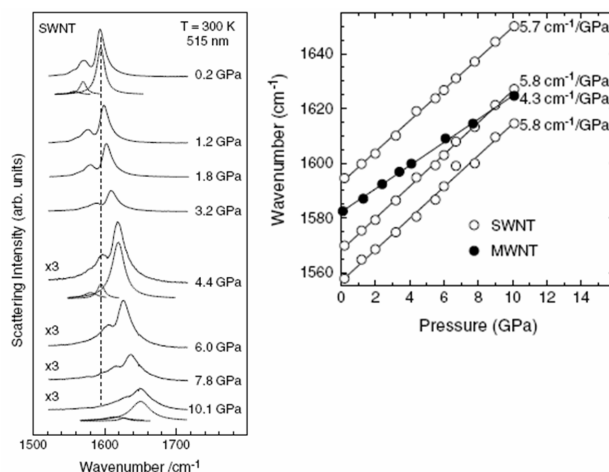 SWNT
T = 300 K
515 nm
0.2 GPa
1.2 GPa
1.8 GPa
3.2 GPa
x3
4.4 GPa
x3
6.0 GPa
x3
7.8 GPa
x3
10.1 GPa
1500
1600
1700
Wavenumber /cm-1
Scattering Intensity (arb. units)
1640
1620
1600
1580
1560
Wavenumber (cm-1)
5.7 cm-1/GPa
5.8 cm-1/GPa
4.3 cm-1/GPa
5.8 cm-1/GPa
SWNT
MWNT
0 2 4 6 8 10 12 14
Pressure (GPa)